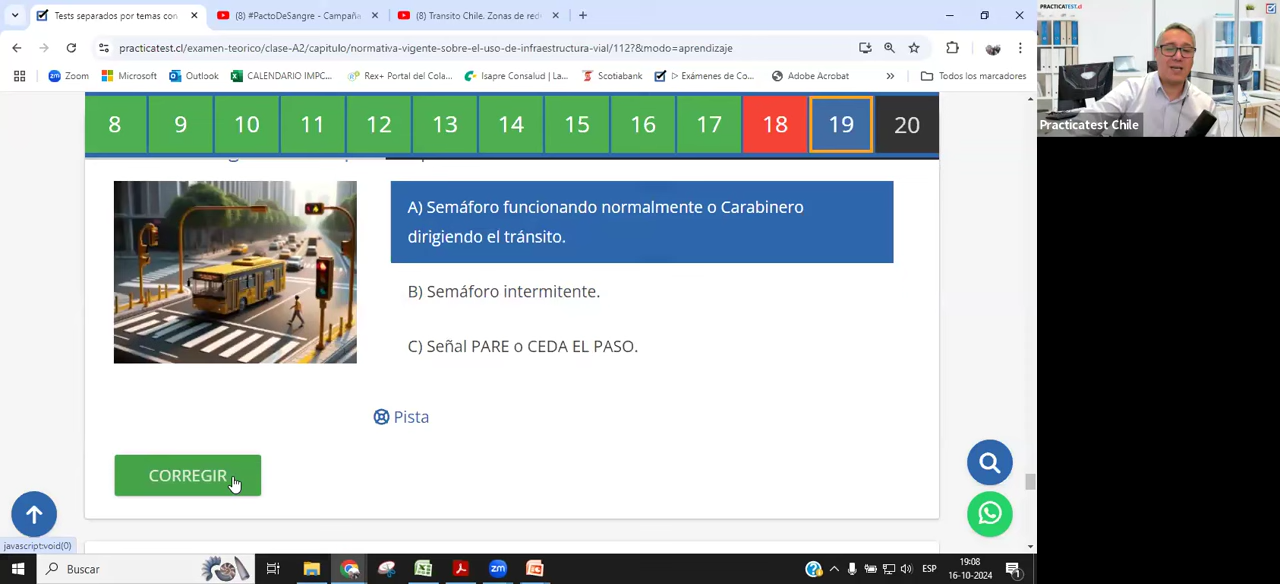 Tests separados por temas con
(8) #PactoDeSangre - Campaña
(8) Transito Chile. Zonas de red
practicatest.cl/examen-teorico/clase-A2/capitulo/normativa-vigente-sobre-uso-de-infraestructura-vial/112?&modo=aprendizaje
Zoom
Microsoft
Outlook
CALENDARIO IMPC...
Rex+ Portal del Cola...
Isapre Consalud | La...
Scotiabank
▷ Exámenes de Co...
Adobe Acrobat
»
Todos los marcadores
8 9 10 11 12 13 14 15 16 17 18 19 20
A) Semáforo funcionando normalmente o Carabinero
dirigiendo el tránsito.
B) Semáforo intermitente.
C) Señal PARE o CEDA EL PASO.
Pista
CORREGIR
javascript:void(0)
Buscar
ESP
19:08
16-10-2024
PRACTICATEST.cl
Practicatest Chile